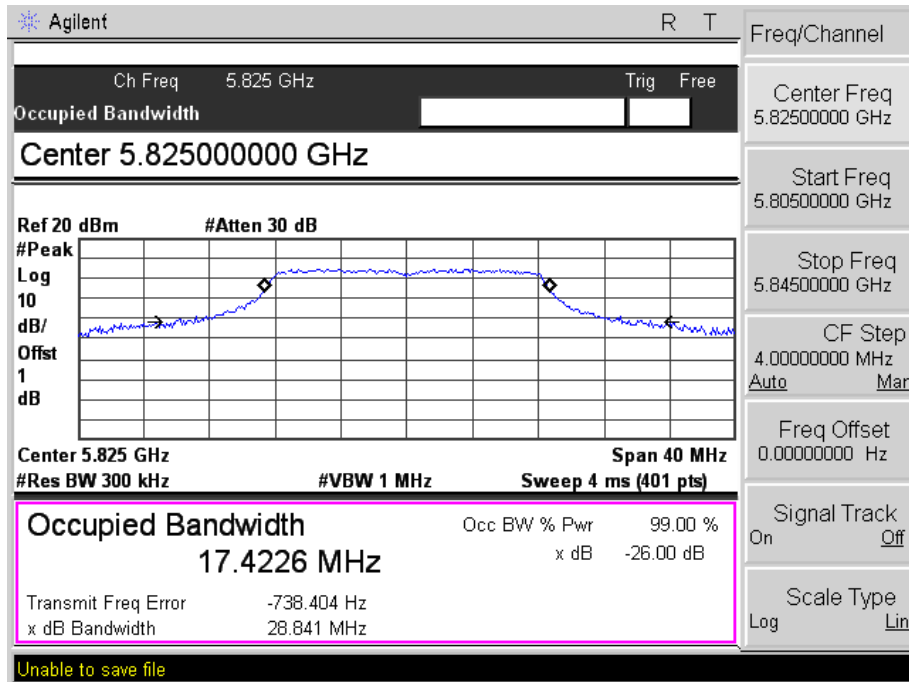 Agilent R T
Freq/Channel
Ch Freq 5.825 GHz Trig Free
Occupied Bandwidth
Center 5.825000000 GHz
Center Freq
5.82500000 GHz
Start Freq
5.80500000 GHz
Stop Freq
5.84500000 GHz
CF Step
4.00000000 MHz
Auto Man
Freq Offset
0.00000000 Hz
Signal Track
On Off
Scale Type
Log Lin
Ref 20 dBm #Atten 30 dB
#Peak
Log
10
dB/
Offst
1
dB
Center 5.825 GHz Span 40 MHz
#Res BW 300 kHz #VBW 1 MHz Sweep 4 ms (401 pts)
Occupied Bandwidth
17.4226 MHz
Occ BW % Pwr 99.00 %
x dB -26.00 dB
Transmit Freq Error -738.404 Hz
x dB Bandwidth 28.841 MHz
Unable to save file